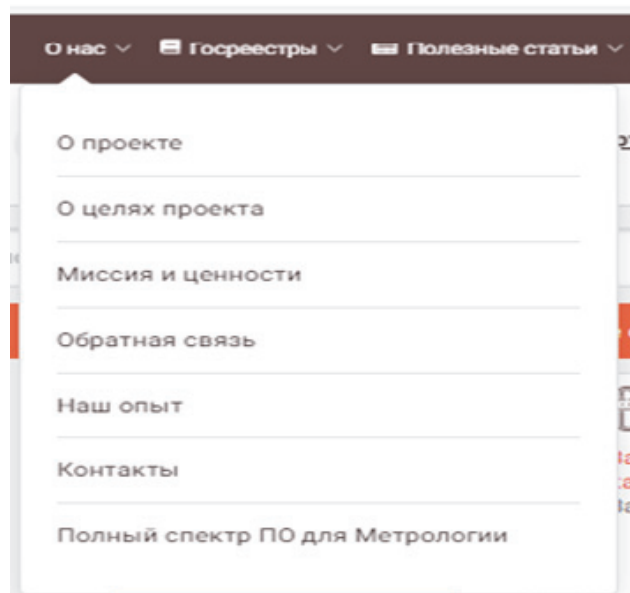 О нас Госреестры Полезные статьи
О проекте
О целях проекта
Миссия и ценности
Обратная связь
Наш опыт
Контакты
Полный спектр ПО для Метрологии